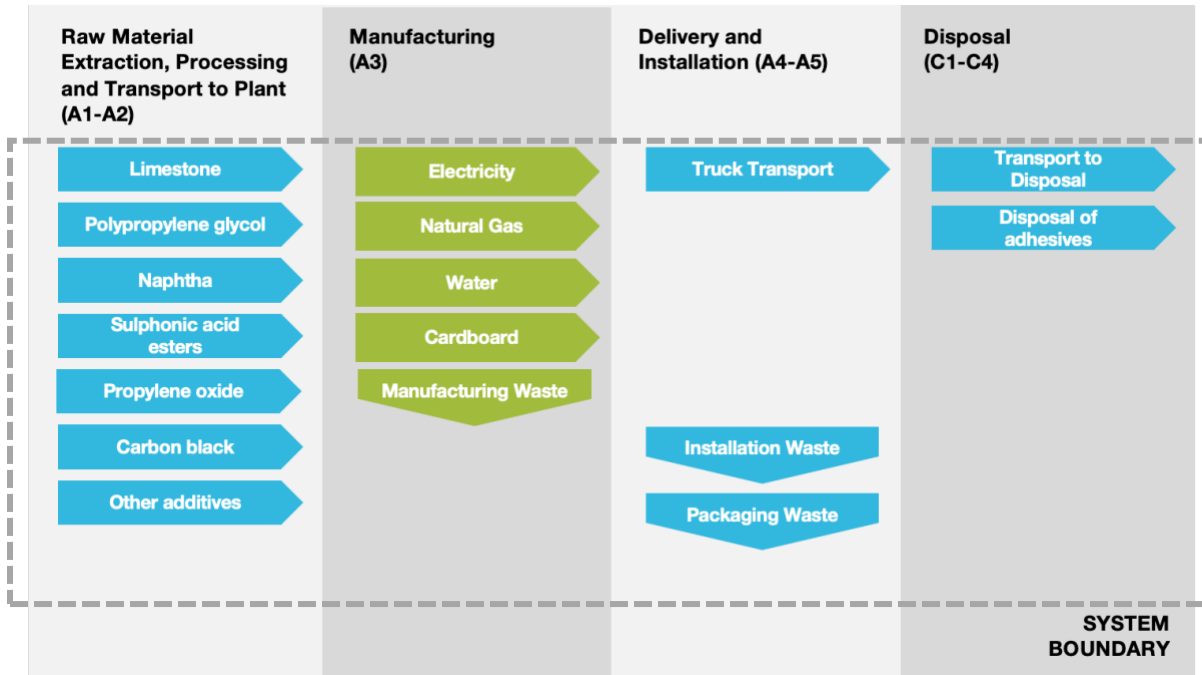 Raw Material
Extraction, Processing
and Transport to Plant
(A1-A2)
Limestone
Polypropylene glycol
Naphtha
Sulphonic acid
esters
Propylene oxide
Carbon black
Other additives
Manufacturing
(A3)
Electricity
Natural Gas
Water
Cardboard
Manufacturing Waste
Delivery and
Installation (A4-A5)
Truck Transport
Installation Waste
Packaging Waste
Disposal
(C1-C4)
Transport to
Disposal
Disposal of
adhesives
SYSTEM
BOUNDARY